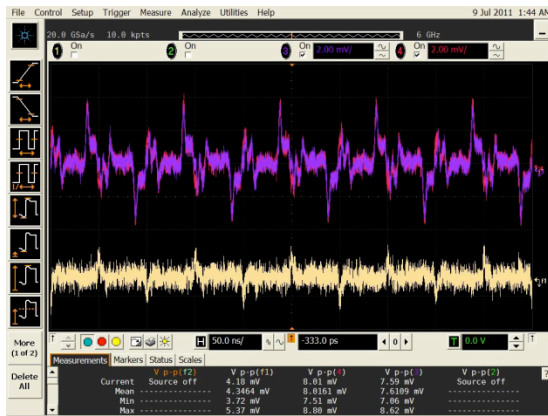 File Control Setup Trigger Measure Analyze Utilities Help 9 Jul 2011 1:44 AM
20.0 GSa/s 10.0 kpts 6 GHz
1 On 2 On 3 On 2.00 mV/ 4 On 2.00 mV/
More
(1 of 2)
Delete
All
H 50.0 ns/ -333.0 ps 0 T 0.0 V
Measurements Markers Status Scales
V p-p(f2) V p-p(f1) V p-p(4) V p-p(3) V p-p(2)
Current Source off 4.18 mV 8.01 mV 7.59 mV Source off
Mean -------------- 4.3464 mV 8.0161 mV 7.6109 mV --------------
Min -------------- 3.72 mV 7.51 mV 7.06 mV --------------
Max -------------- 5.37 mV 8.80 mV 8.62 mV --------------
?